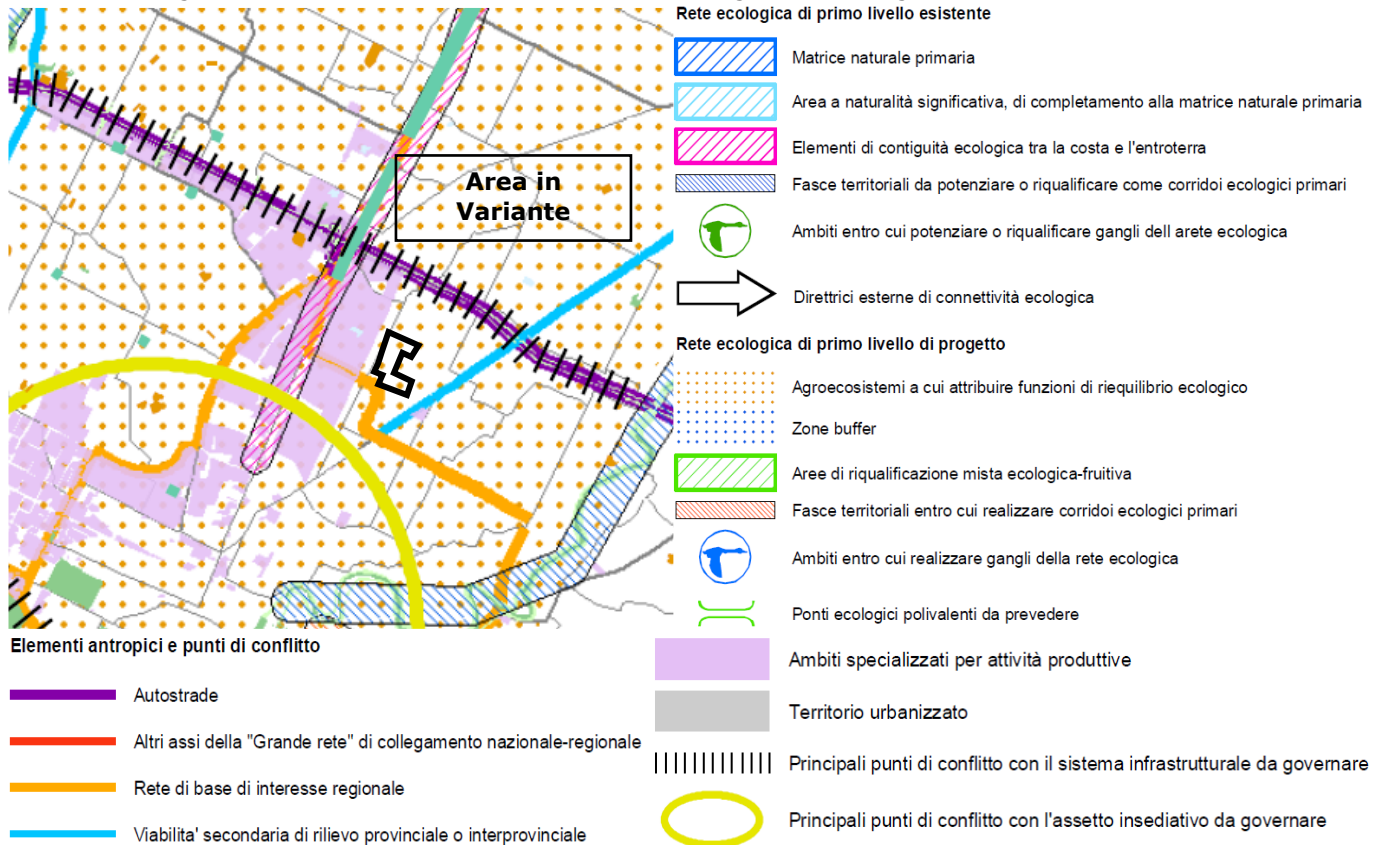 Rete ecologica di primo livello esistente
Matrice naturale primaria
Area a naturalità significativa, di completamento alla matrice naturale primaria
Elementi di contiguità ecologica tra la costa e l'entroterra
Fasce territoriali da potenziare o riqualificare come corridoi ecologici primari
Ambiti entro cui potenziare o riqualificare gangli dell arete ecologica
Direttrici esterne di connettività ecologica
Rete ecologica di primo livello di progetto
Agroecosistemi a cui attribuire funzioni di riequilibrio ecologico
Zone buffer
Aree di riqualificazione mista ecologica-fruitiva
Fasce territoriali entro cui realizzare corridoi ecologici primari
Ambiti entro cui realizzare gangli della rete ecologica
Ponti ecologici polivalenti da prevedere
Area in
Variante
Elementi antropici e punti di conflitto
Autostrade
Altri assi della "Grande rete" di collegamento nazionale-regionale
Rete di base di interesse regionale
Viabilita' secondaria di rilievo provinciale o interprovinciale
Ambiti specializzati per attività produttive
Territorio urbanizzato
Principali punti di conflitto con il sistema infrastrutturale da governare
Principali punti di conflitto con l'assetto insediativo da governare